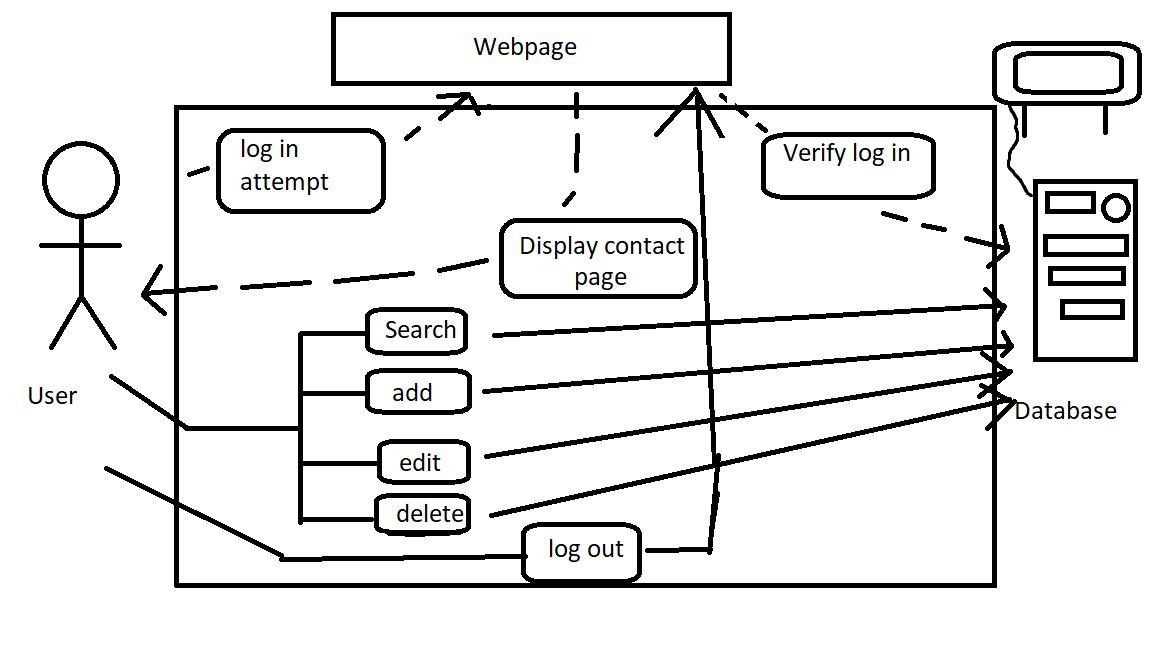 Webpage
log in
attempt
Verify log in
Display contact
page
Search
add
edit
delete
log out
User
Database